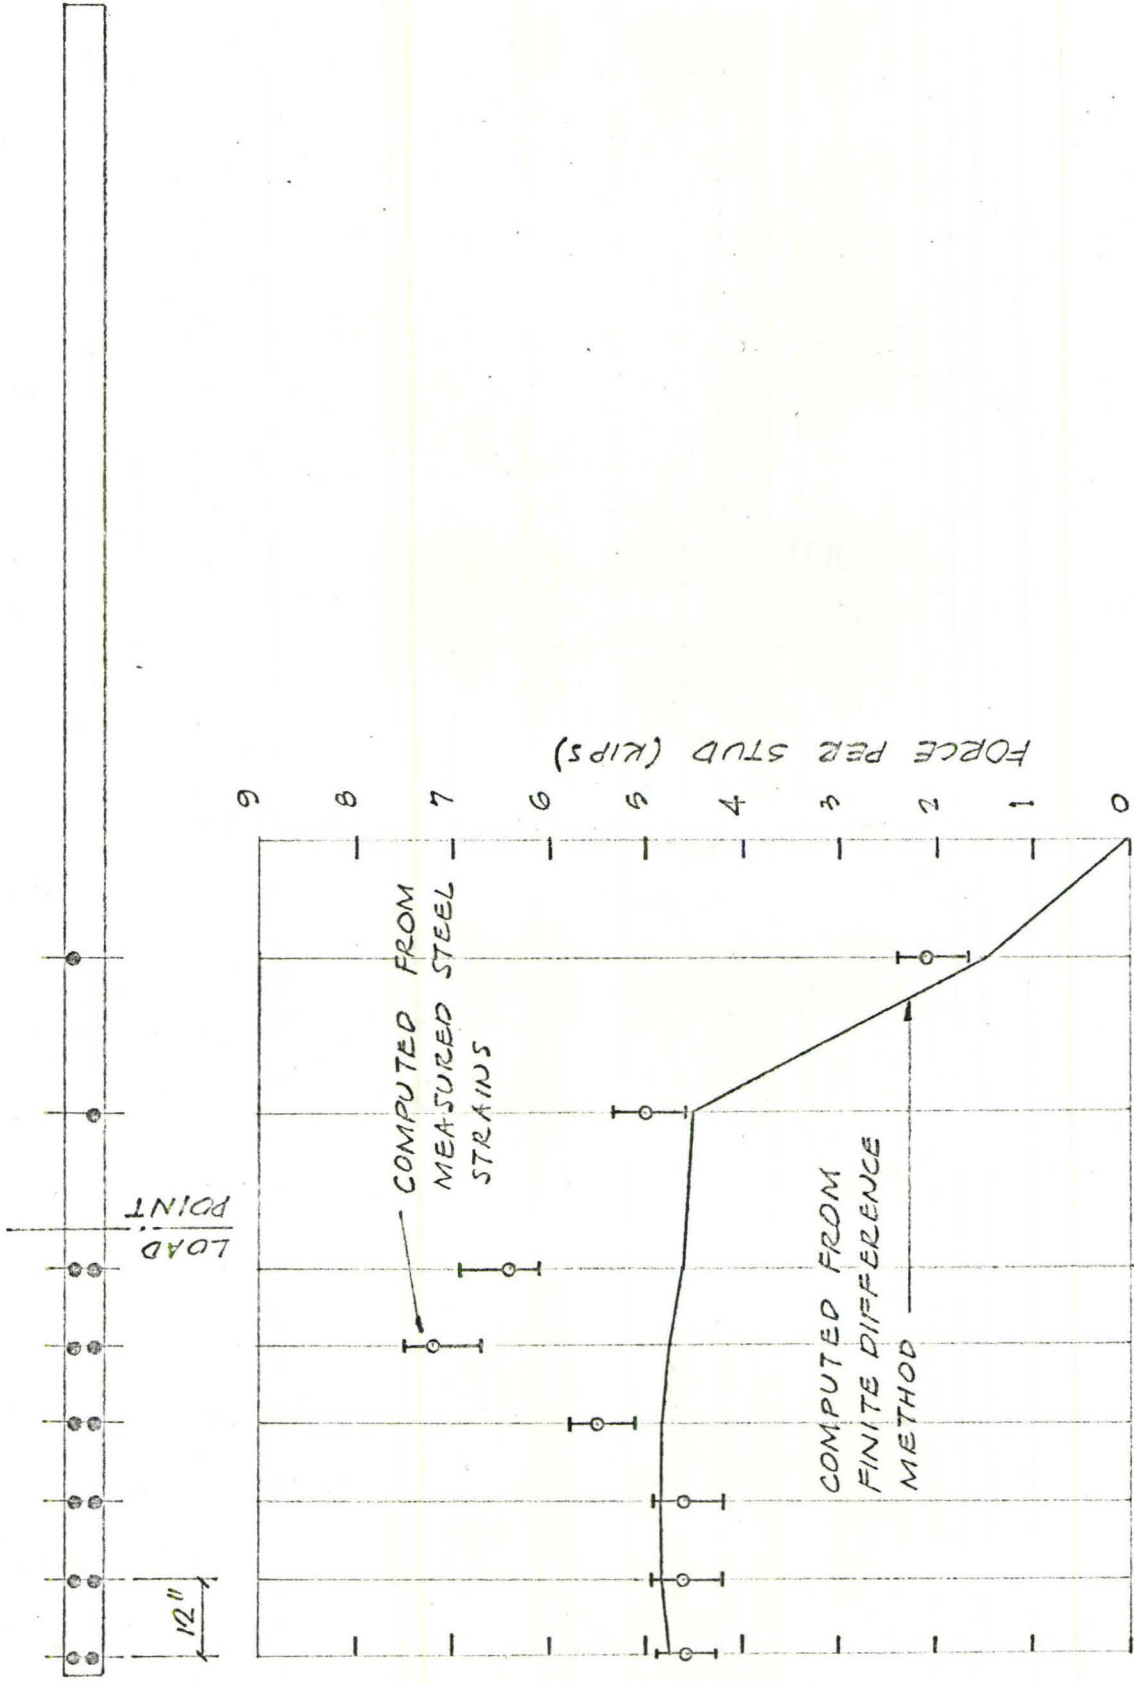 12"
LOAD
POINT
COMPUTED FROM
MEASURED STEEL
STRAINS
COMPUTED FROM
FINITE DIFFERENCE
METHOD
9
8
7
6
5
4
3
2
1
0
FORCE PER STUD (KIPS)